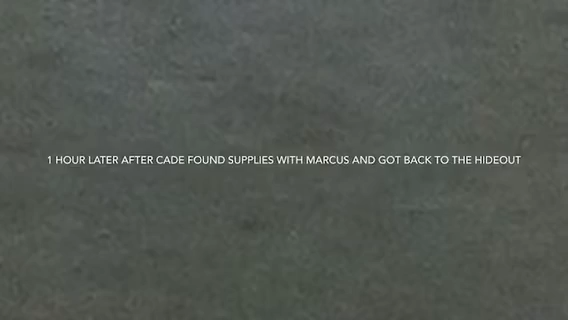 1 HOUR LATER AFTER CADE FOUND SUPPLIES WITH MARCUS AND GOT BACK TO THE HIDEOUT